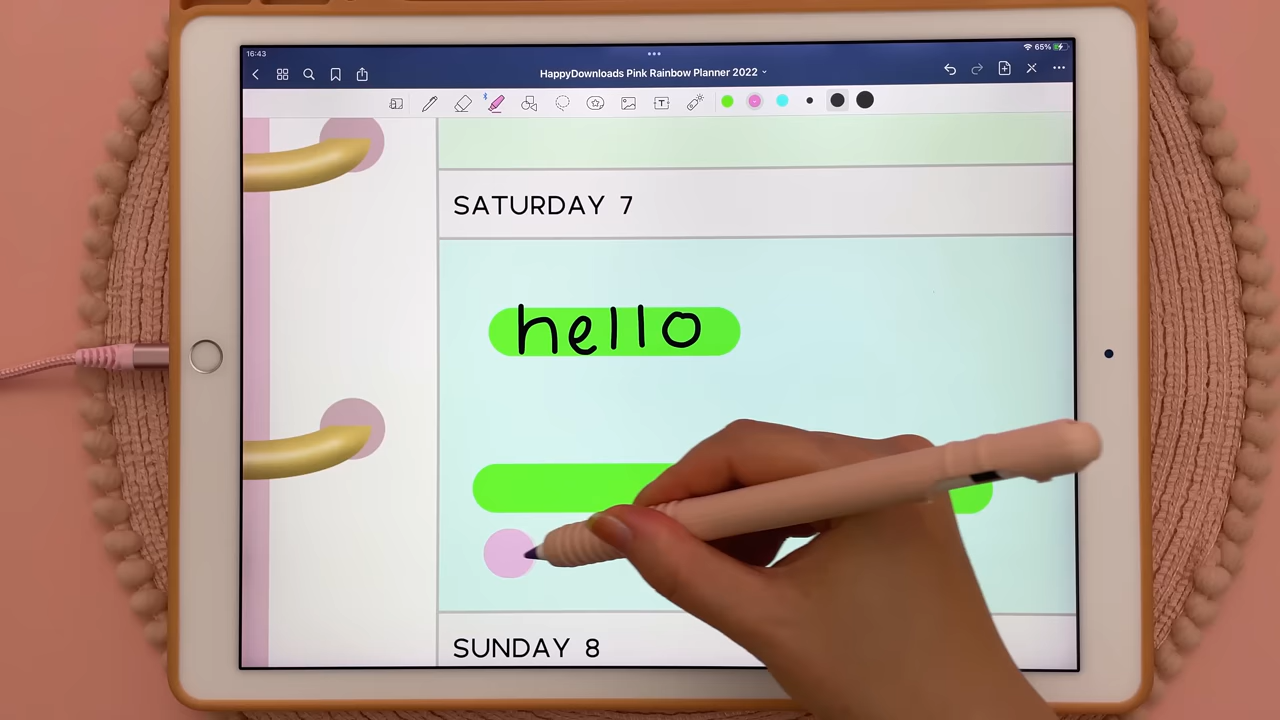 16:43
65%
HappyDownloads Pink Rainbow Planner 2022
T
SATURDAY 7
hello
SUNDAY 8